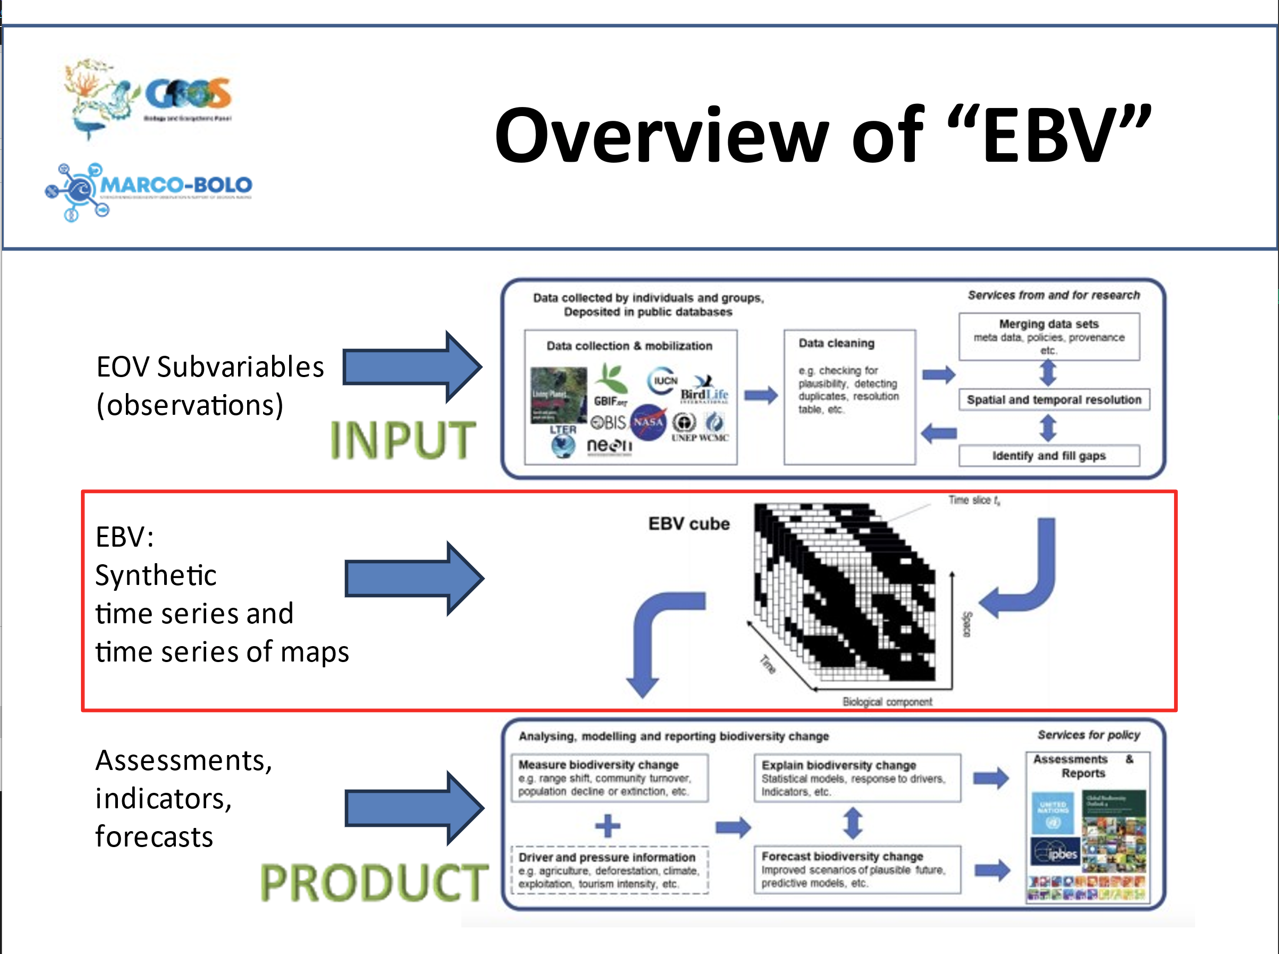 GOOS
Biology and Ecosystems Panel
MARCO-BOLO
Overview of “EBV”
EOV Subvariables
(observations)
INPUT
Data collected by individuals and groups,
Deposited in public databases
Services from and for research
Data collection & mobilization
Living Planet
GBIF.org
IUCN
BirdLife
INTERNATIONAL
OBIS
NASA
LTER
neon
UNEP WCMC
Data cleaning
e.g. checking for
plausibility, detecting
duplicates, resolution
table, etc.
Merging data sets
meta data, policies, provenance
etc.
Spatial and temporal resolution
Identify and fill gaps
EBV:
Synthetic
time series and
time series of maps
EBV cube
Time slice tₓ
Space
Time
Biological component
Assessments,
indicators,
forecasts
PRODUCT
Analysing, modelling and reporting biodiversity change
Services for policy
Measure biodiversity change
e.g. range shift, community turnover,
population decline or extinction, etc.
Driver and pressure information
e.g. agriculture, deforestation, climate,
exploitation, tourism intensity, etc.
Explain biodiversity change
Statistical models, response to drivers,
Indicators, etc.
Forecast biodiversity change
Improved scenarios of plausible future,
predictive models, etc.
Assessments &
Reports
UNITED
NATIONS
ipbes
Global Biodiversity
Outlook 4